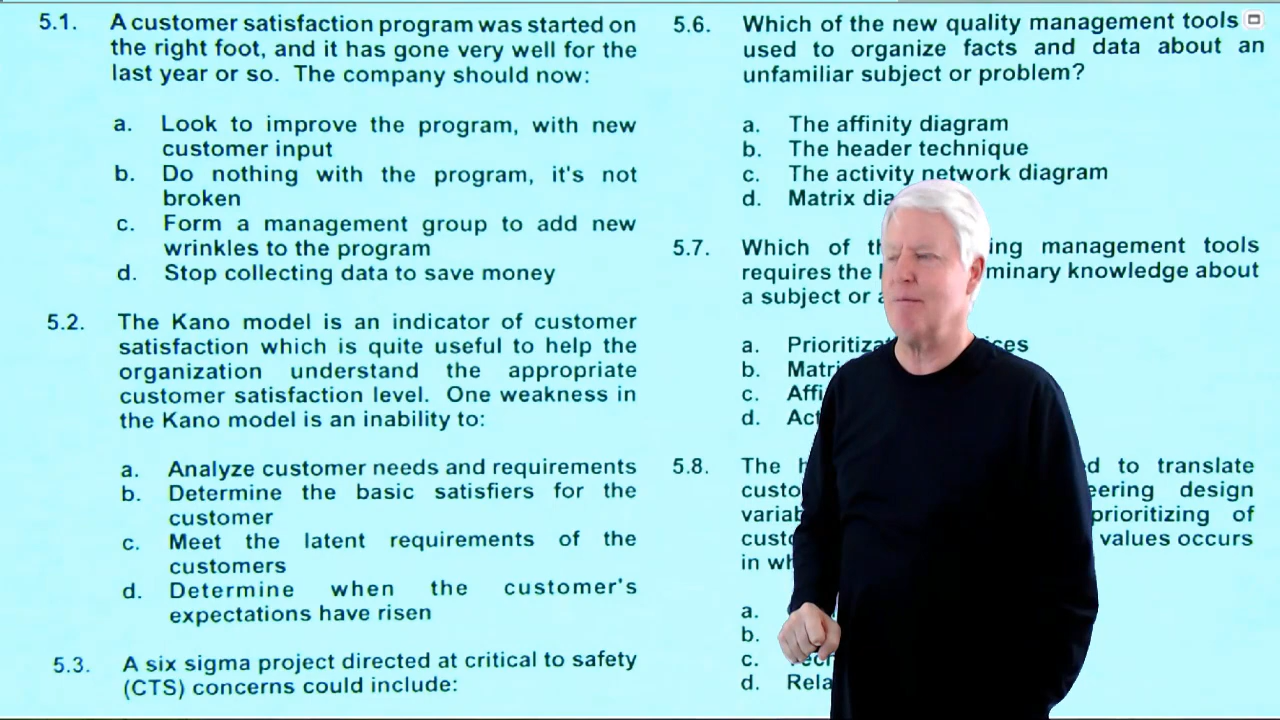 5.1. A customer satisfaction program was started on
the right foot, and it has gone very well for the
last year or so. The company should now:
a. Look to improve the program, with new
customer input
b. Do nothing with the program, it's not
broken
c. Form a management group to add new
wrinkles to the program
d. Stop collecting data to save money
5.2. The Kano model is an indicator of customer
satisfaction which is quite useful to help the
organization understand the appropriate
customer satisfaction level. One weakness in
the Kano model is an inability to:
a. Analyze customer needs and requirements
b. Determine the basic satisfiers for the
customer
c. Meet the latent requirements of the
customers
d. Determine when the customer's
expectations have risen
5.3. A six sigma project directed at critical to safety
(CTS) concerns could include:
5.6. Which of the new quality management tools
used to organize facts and data about an
unfamiliar subject or problem?
a. The affinity diagram
b. The header technique
c. The activity network diagram
d. Matrix
5.7. Which of management tools
requires the knowledge about
a subject or
a.
b.
c.
d.
5.8. The to translate
design
prioritizing of
values occurs
in
a.
b.
c.
d.